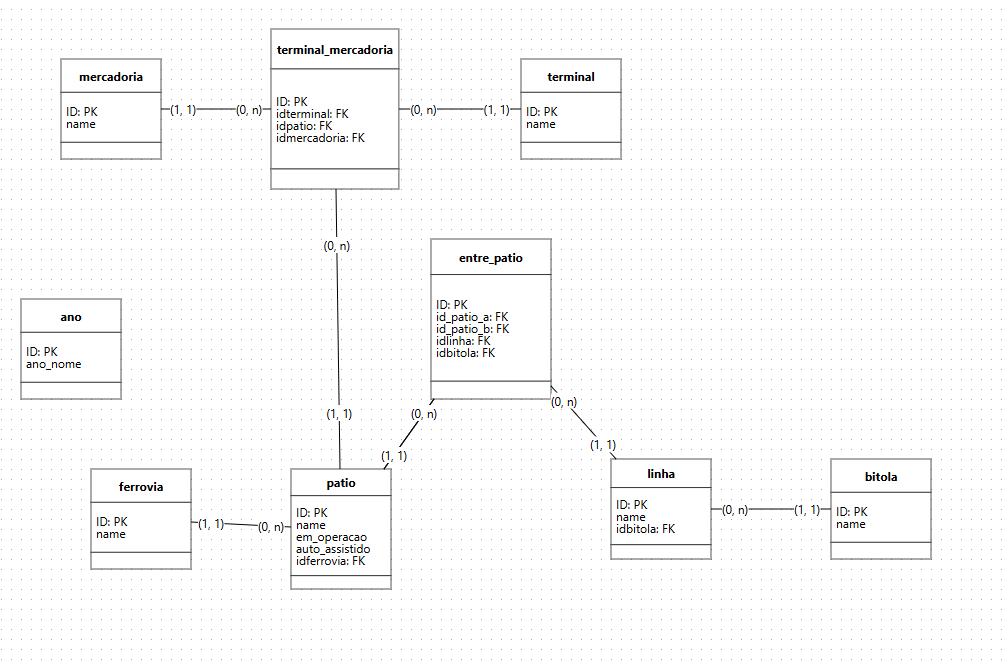 terminal_mercadoria
ID: PK
idterminal: FK
idpatio: FK
idmercadoria: FK
mercadoria
ID: PK
name
(1, 1)
(0, n)
(0, n)
(1, 1)
terminal
ID: PK
name
(0, n)
(1, 1)
entre_patio
ID: PK
id_patio_a: FK
id_patio_b: FK
idlinha: FK
idbitola: FK
ano
ID: PK
ano_nome
(0, n)
(1, 1)
(0, n)
(1, 1)
ferrovia
ID: PK
name
(1, 1)
(0, n)
patio
ID: PK
name
em_operacao
auto_assistido
idferrovia: FK
linha
ID: PK
name
idbitola: FK
(0, n)
(1, 1)
bitola
ID: PK
name